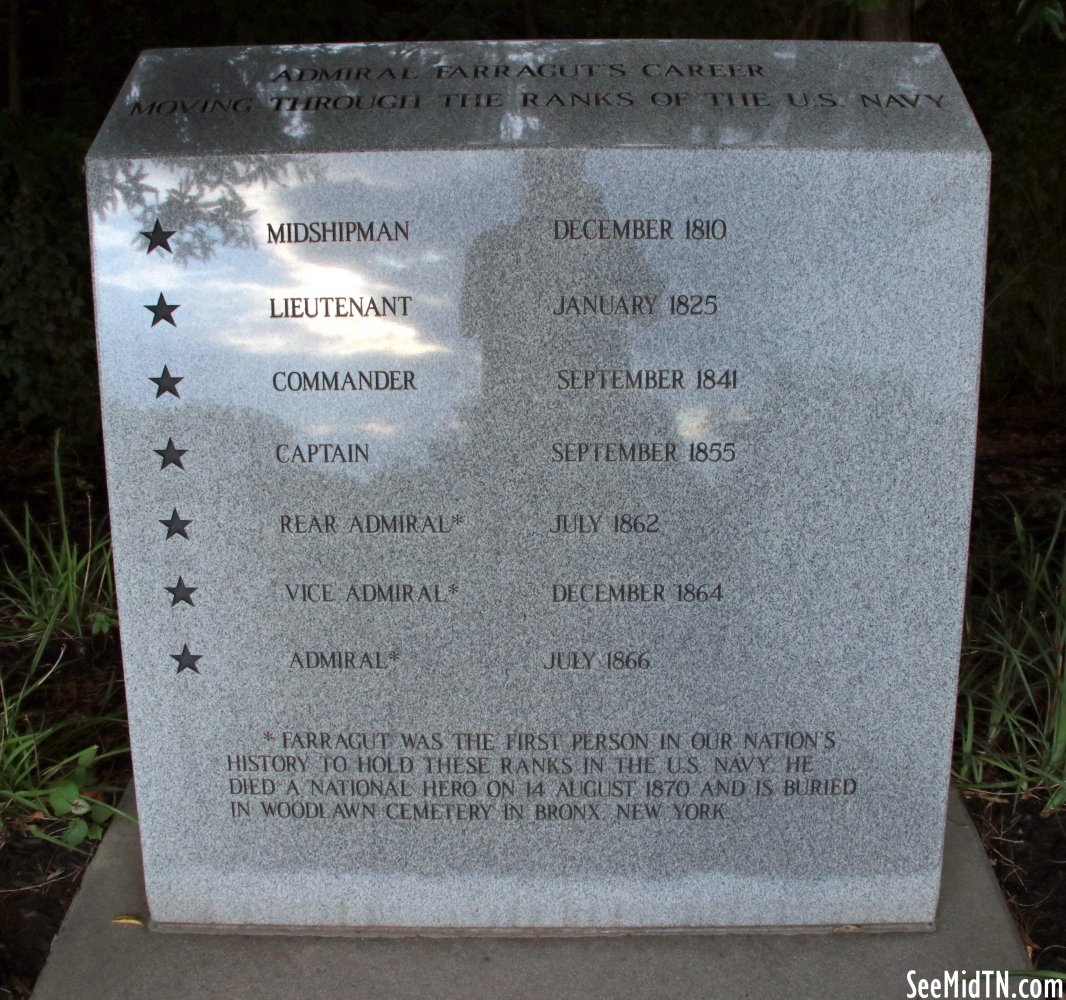 ADMIRAL FARRAGUT'S CAREER
MOVING THROUGH THE RANKS OF THE U.S. NAVY
★ MIDSHIPMAN DECEMBER 1810
★ LIEUTENANT JANUARY 1825
★ COMMANDER SEPTEMBER 1841
★ CAPTAIN SEPTEMBER 1855
★ REAR ADMIRAL* JULY 1862
★ VICE ADMIRAL* DECEMBER 1864
★ ADMIRAL* JULY 1866
* FARRAGUT WAS THE FIRST PERSON IN OUR NATION'S
HISTORY TO HOLD THESE RANKS IN THE U.S. NAVY. HE
DIED A NATIONAL HERO ON 14 AUGUST 1870 AND IS BURIED
IN WOODLAWN CEMETERY IN BRONX, NEW YORK.
SeeMidTN.com